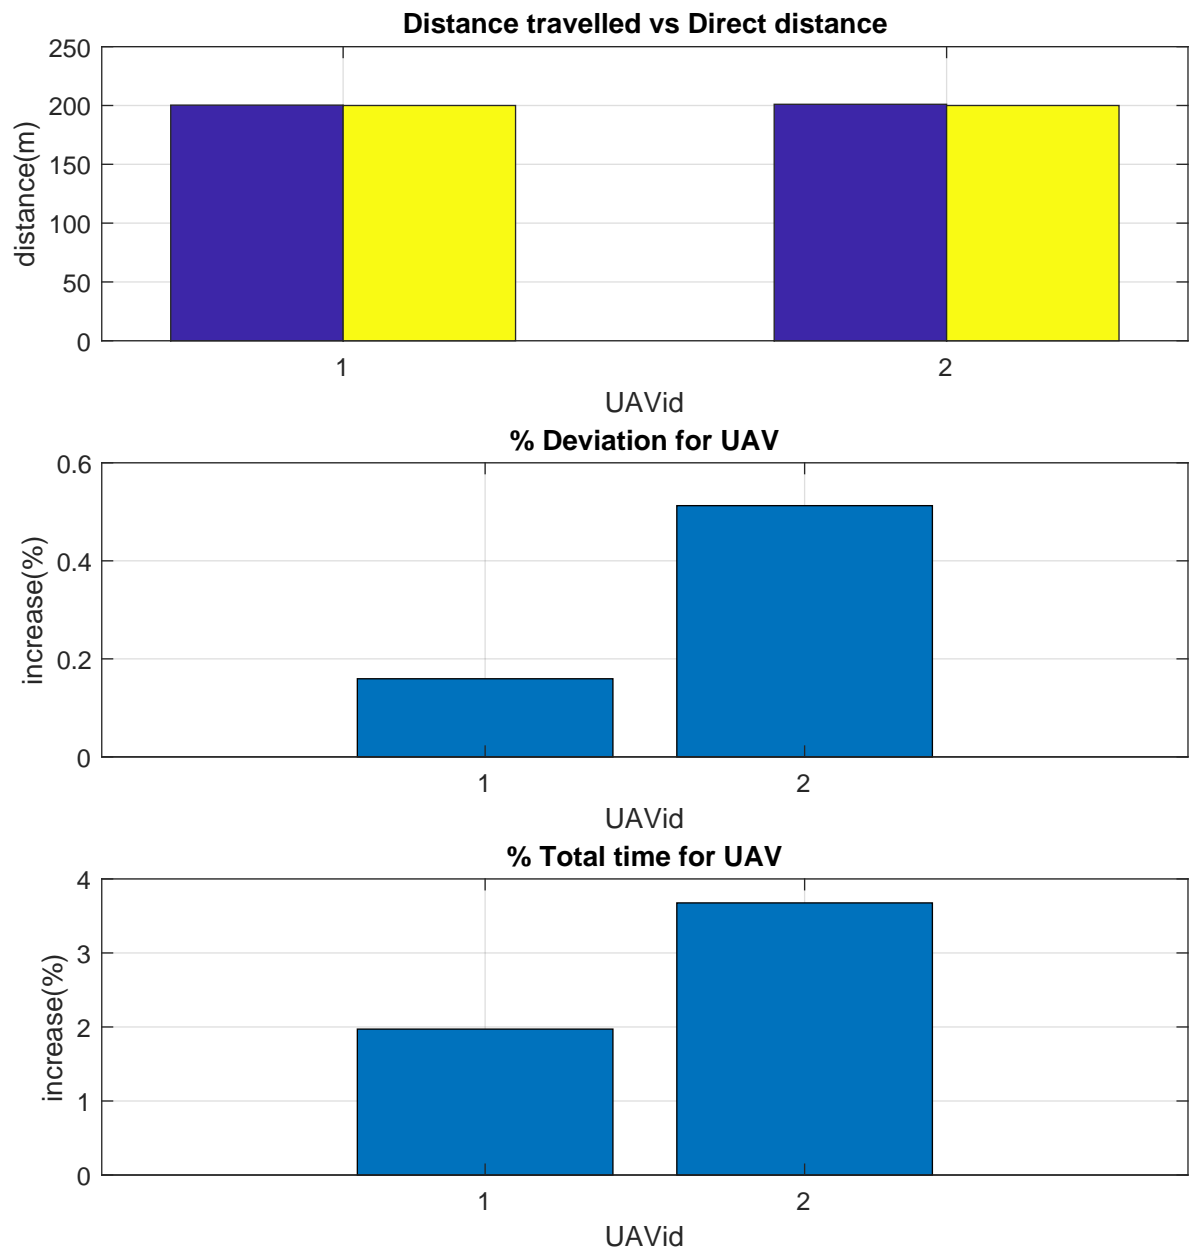 Distance travelled vs Direct distance
250
200
150
100
50
0
distance(m)
1 2
UAVid
% Deviation for UAV
0.6
0.4
0.2
0
increase(%)
1 2
UAVid
% Total time for UAV
4
3
2
1
0
increase(%)
1 2
UAVid